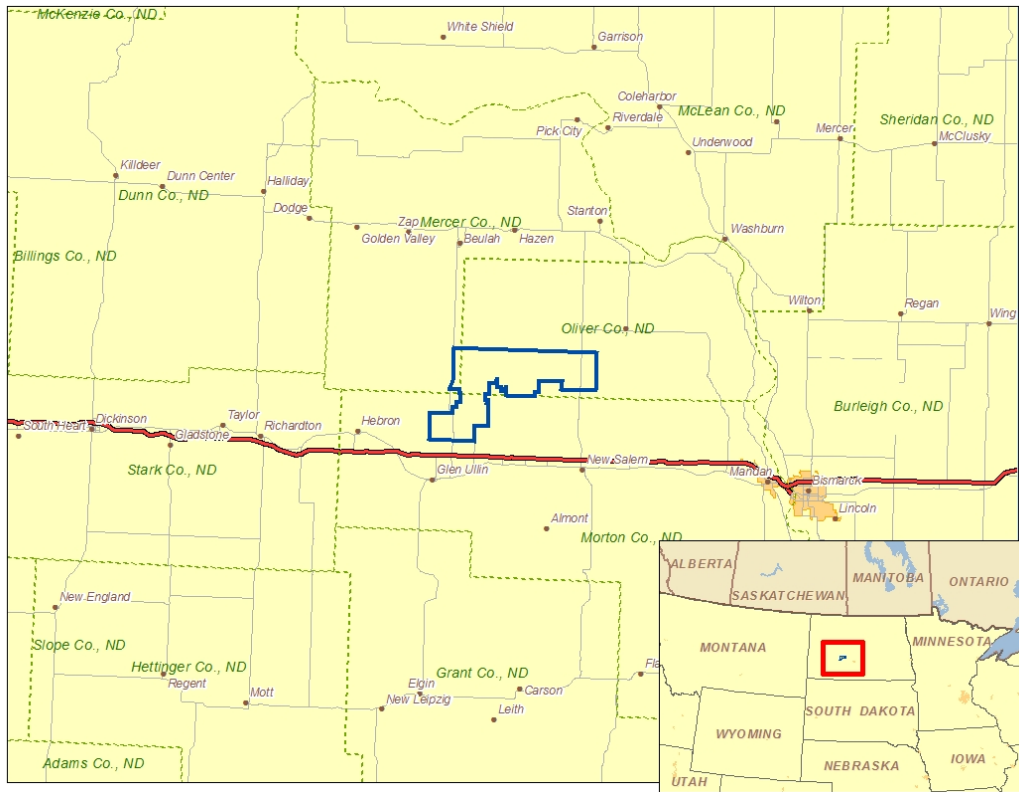 McKenzie Co., ND
White Shield
Garrison
Coleharbor
McLean Co., ND
Riverdale
Pick City
Sheridan Co., ND
Mercer
McClusky
Underwood
Killdeer
Dunn Center
Halliday
Dunn Co., ND
Dodge
Stanton
Zap
Mercer Co., ND
Golden Valley
Beulah
Hazen
Washburn
Billings Co., ND
Wilton
Regan
Wing
Oliver Co., ND
Burleigh Co., ND
Taylor
Dickinson
South Heart
Gladstone
Richardton
Hebron
Stark Co., ND
Glen Ullin
New Salem
Mandan
Bismarck
Lincoln
Almont
Morton Co., ND
New England
Slope Co., ND
Hettinger Co., ND
Regent
Mott
Grant Co., ND
Elgin
New Leipzig
Carson
Leith
Fla
Adams Co., ND
ALBERTA
SASKATCHEWAN
MANITOBA
ONTARIO
MONTANA
MINNESOTA
SOUTH DAKOTA
WYOMING
NEBRASKA
IOWA
UTAH